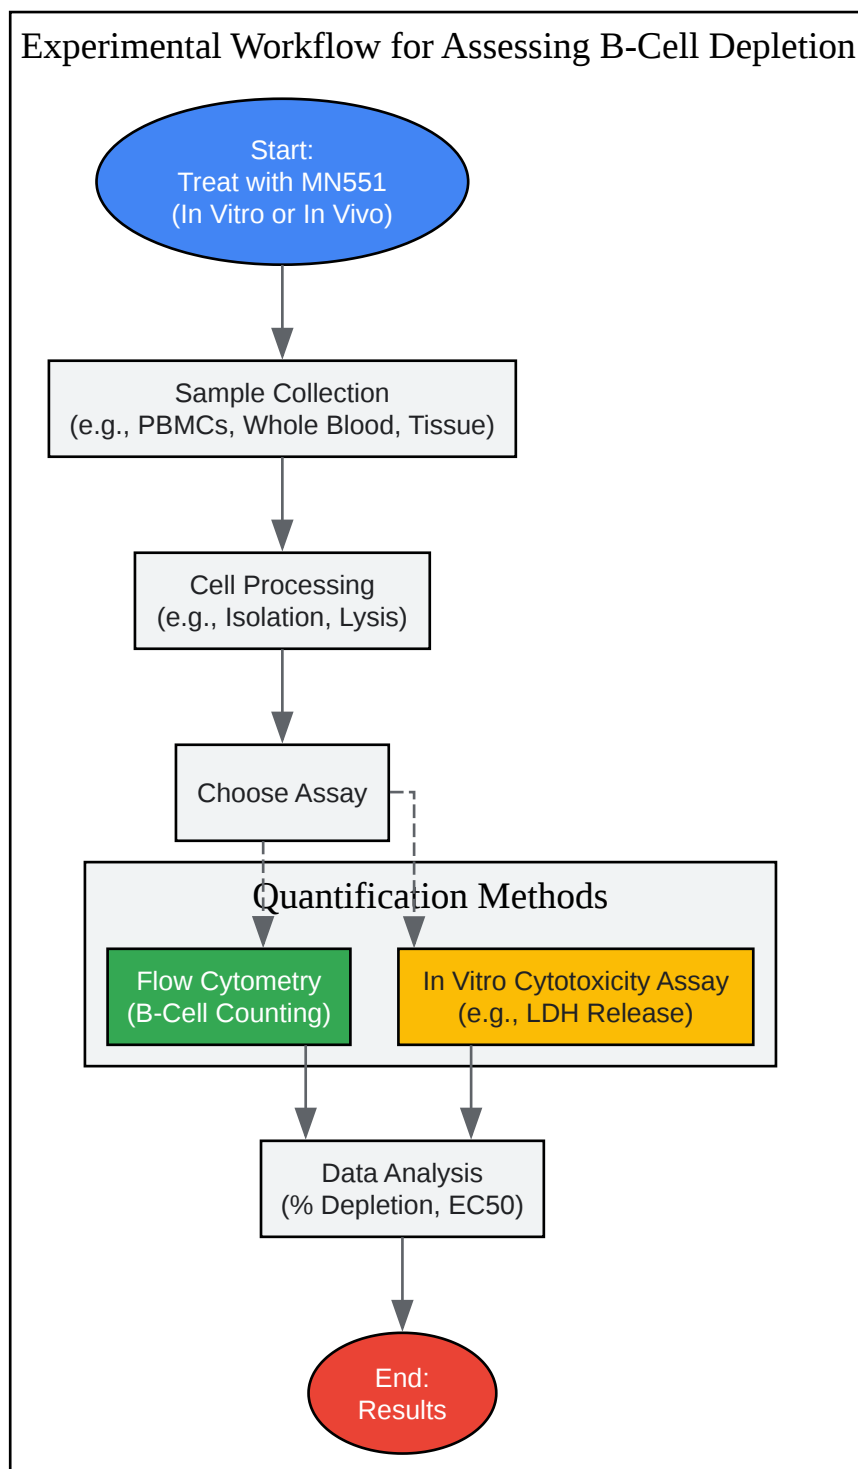 Experimental Workflow for Assessing B-Cell Depletion
Start:
Treat with MN551
(In Vitro or In Vivo)
Sample Collection
(e.g., PBMCs, Whole Blood, Tissue)
Cell Processing
(e.g., Isolation, Lysis)
Choose Assay
Quantification Methods
Flow Cytometry
(B-Cell Counting)
In Vitro Cytotoxicity Assay
(e.g., LDH Release)
Data Analysis
(% Depletion, EC50)
End:
Results